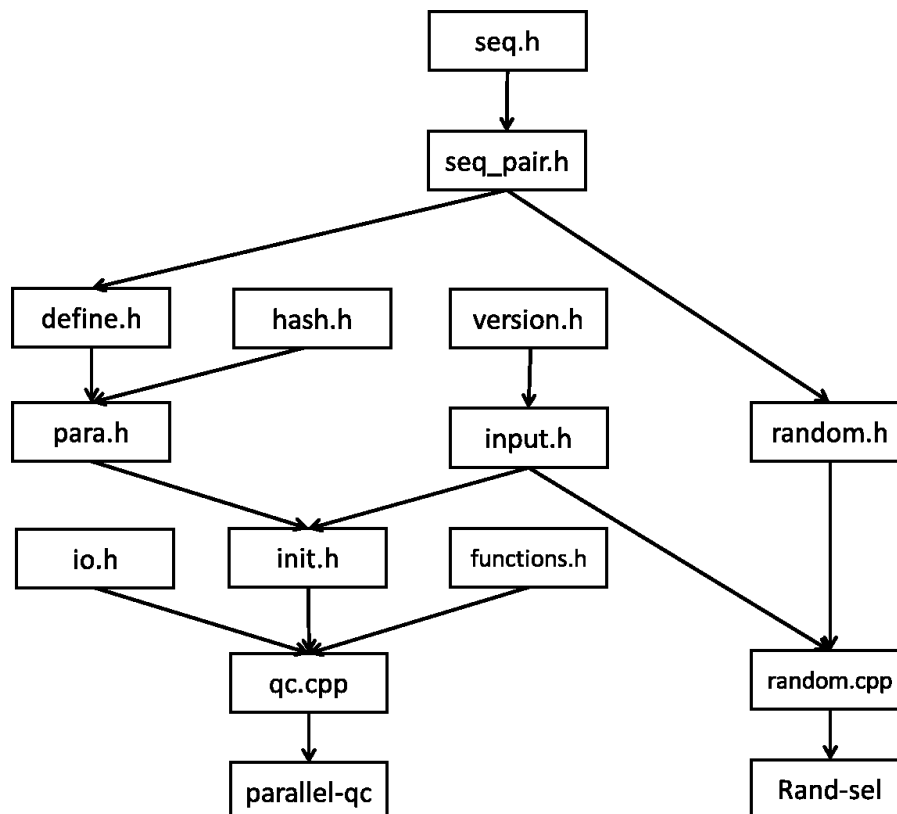 seq.h
seq_pair.h
define.h
hash.h
version.h
para.h
input.h
random.h
io.h
init.h
functions.h
qc.cpp
random.cpp
parallel-qc
Rand-sel